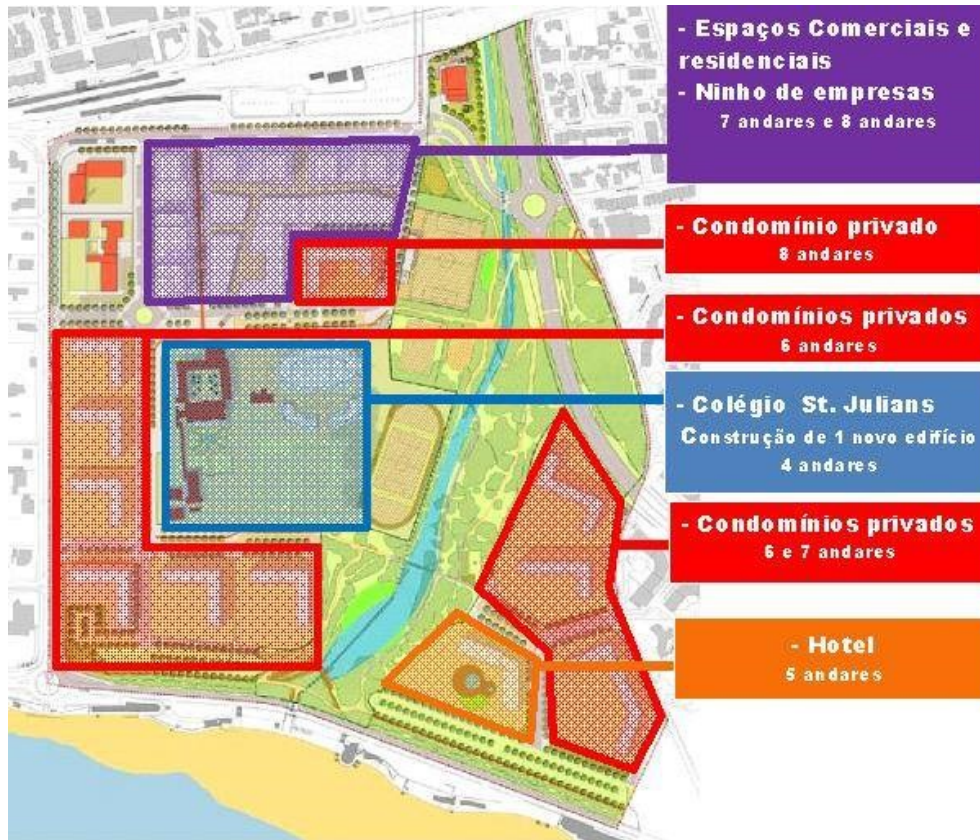 - Espaços Comerciais e
residenciais
- Ninho de empresas
7 andares e 8 andares
- Condomínio privado
8 andares
- Condomínios privados
6 andares
- Colégio St. Julians
Construção de 1 novo edifício
4 andares
- Condomínios privados
6 e 7 andares
- Hotel
5 andares